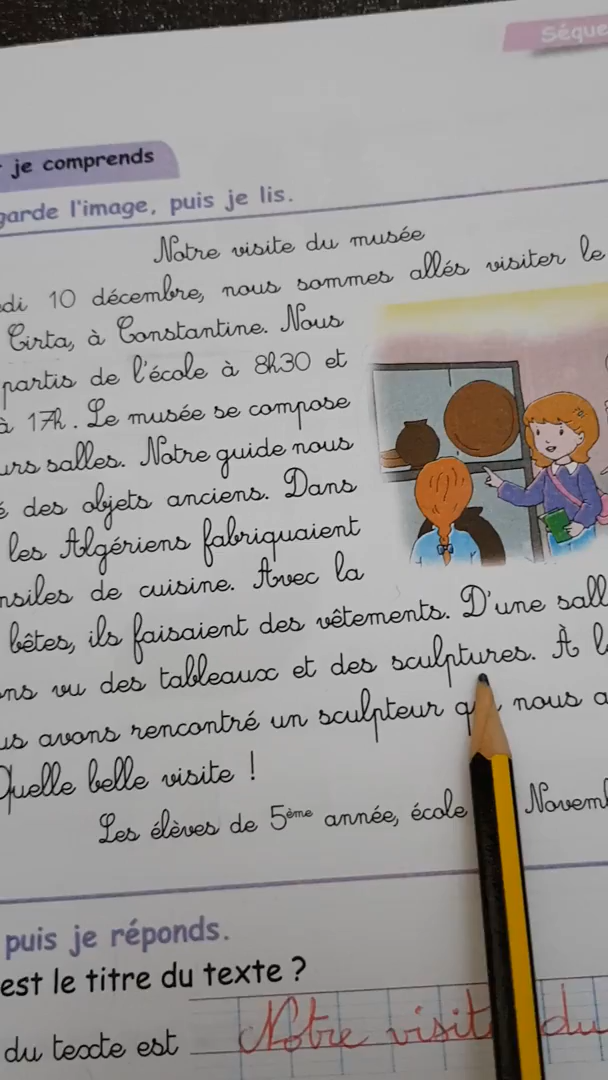 Séque
je comprends
garde l'image, puis je lis.
Notre visite du musée
di 10 décembre, nous sommes allés visiter le
Cirta, à Constantine. Nous
partis de l'école à 8h30 et
à 17h. Le musée se compose
urs salles. Notre guide nous
é des objets anciens. Dans
les Algériens fabriquaient
nsiles de cuisine. Avec la
bêtes, ils faisaient des vêtements. D'une sall
ns vu des tableaux et des sculptures. À l
us avons rencontré un sculpteur q nous a
Quelle belle visite !
Les élèves de 5ème année, école Novem
puis je réponds.
est le titre du texte ?
du texte est Notre visit du